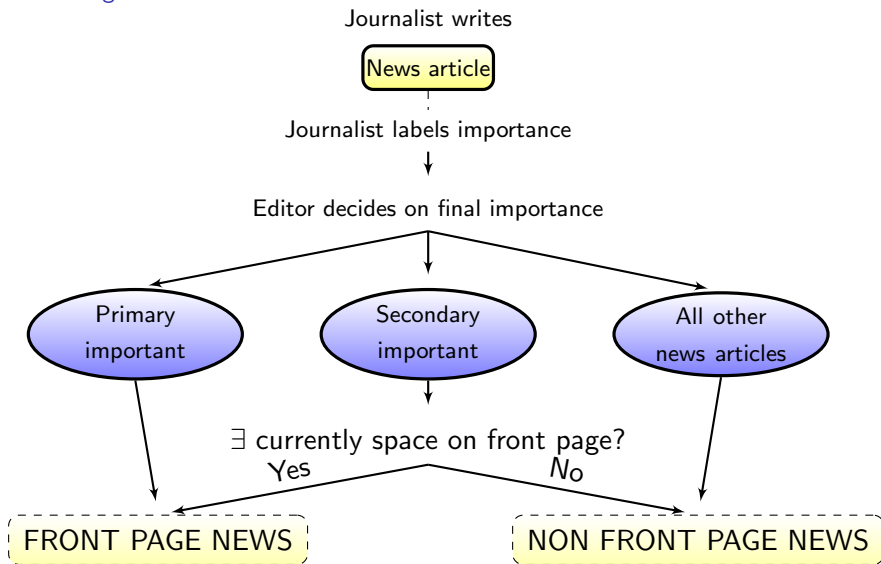 Journalist writes
News article
Journalist labels importance
Editor decides on final importance
Primary
important
Secondary
important
All other
news articles
∃ currently space on front page?
Yes
No
FRONT PAGE NEWS
NON FRONT PAGE NEWS